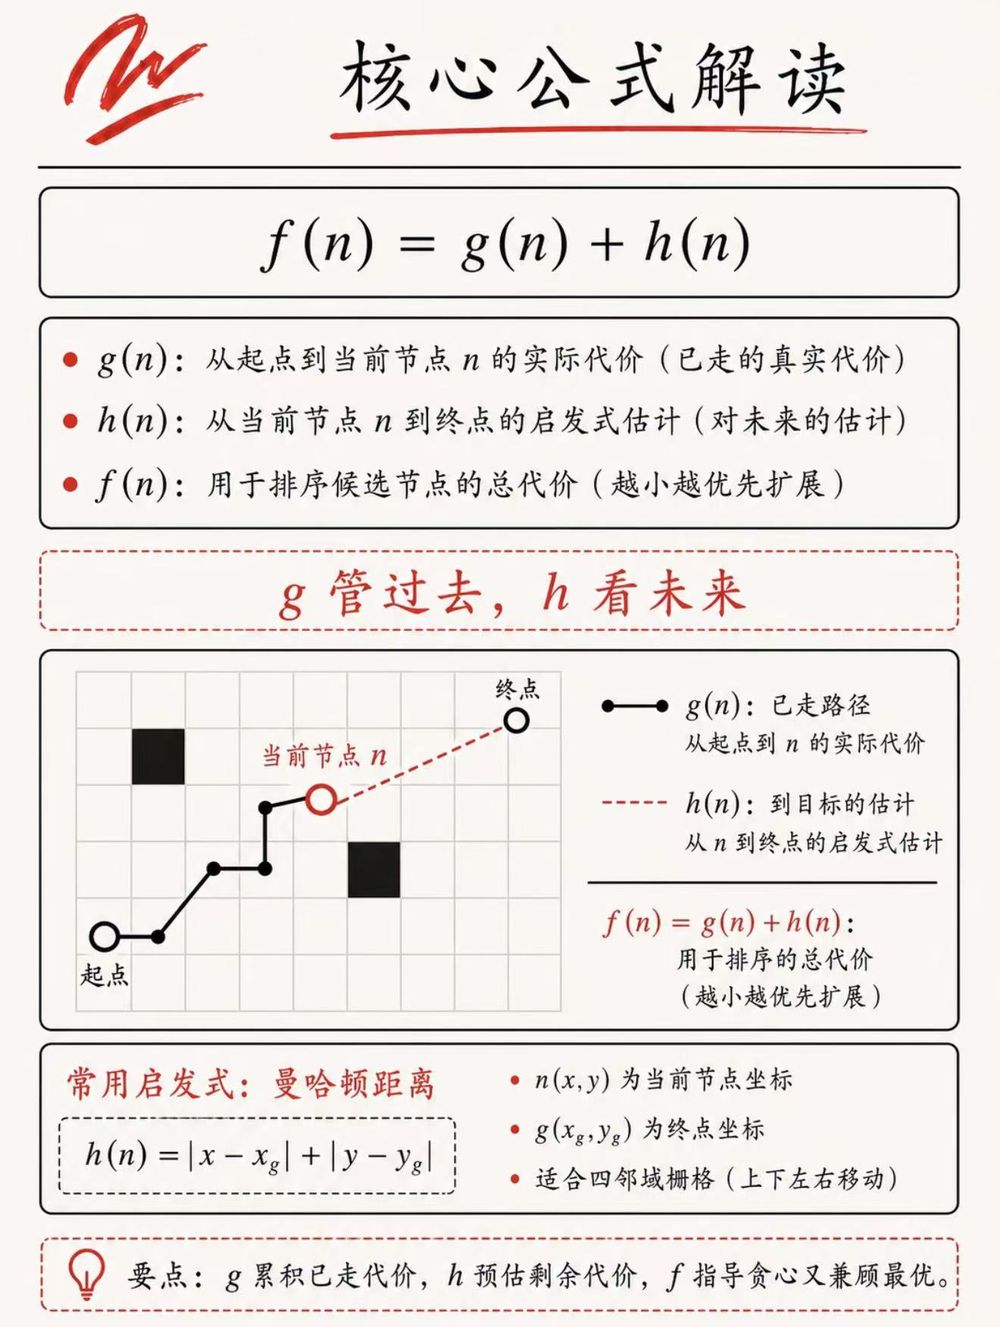 核心公式解读
f(n) = g(n) + h(n)
g(n)：从起点到当前节点 n 的实际代价（已走的真实代价）
h(n)：从当前节点 n 到终点的启发式估计（对未来的估计）
f(n)：用于排序候选节点的总代价（越小越优先扩展）
g 管过去，h 看未来
终点
当前节点 n
起点
g(n)：已走路径
从起点到 n 的实际代价
h(n)：到目标的估计
从 n 到终点的启发式估计
f(n) = g(n) + h(n)：
用于排序的总代价
（越小越优先扩展）
常用启发式：曼哈顿距离
h(n) = |x − x_g| + |y − y_g|
n(x, y) 为当前节点坐标
g(x_g, y_g) 为终点坐标
适合四邻域栅格（上下左右移动）
要点：g 累积已走代价，h 预估剩余代价，f 指导贪心又兼顾最优。